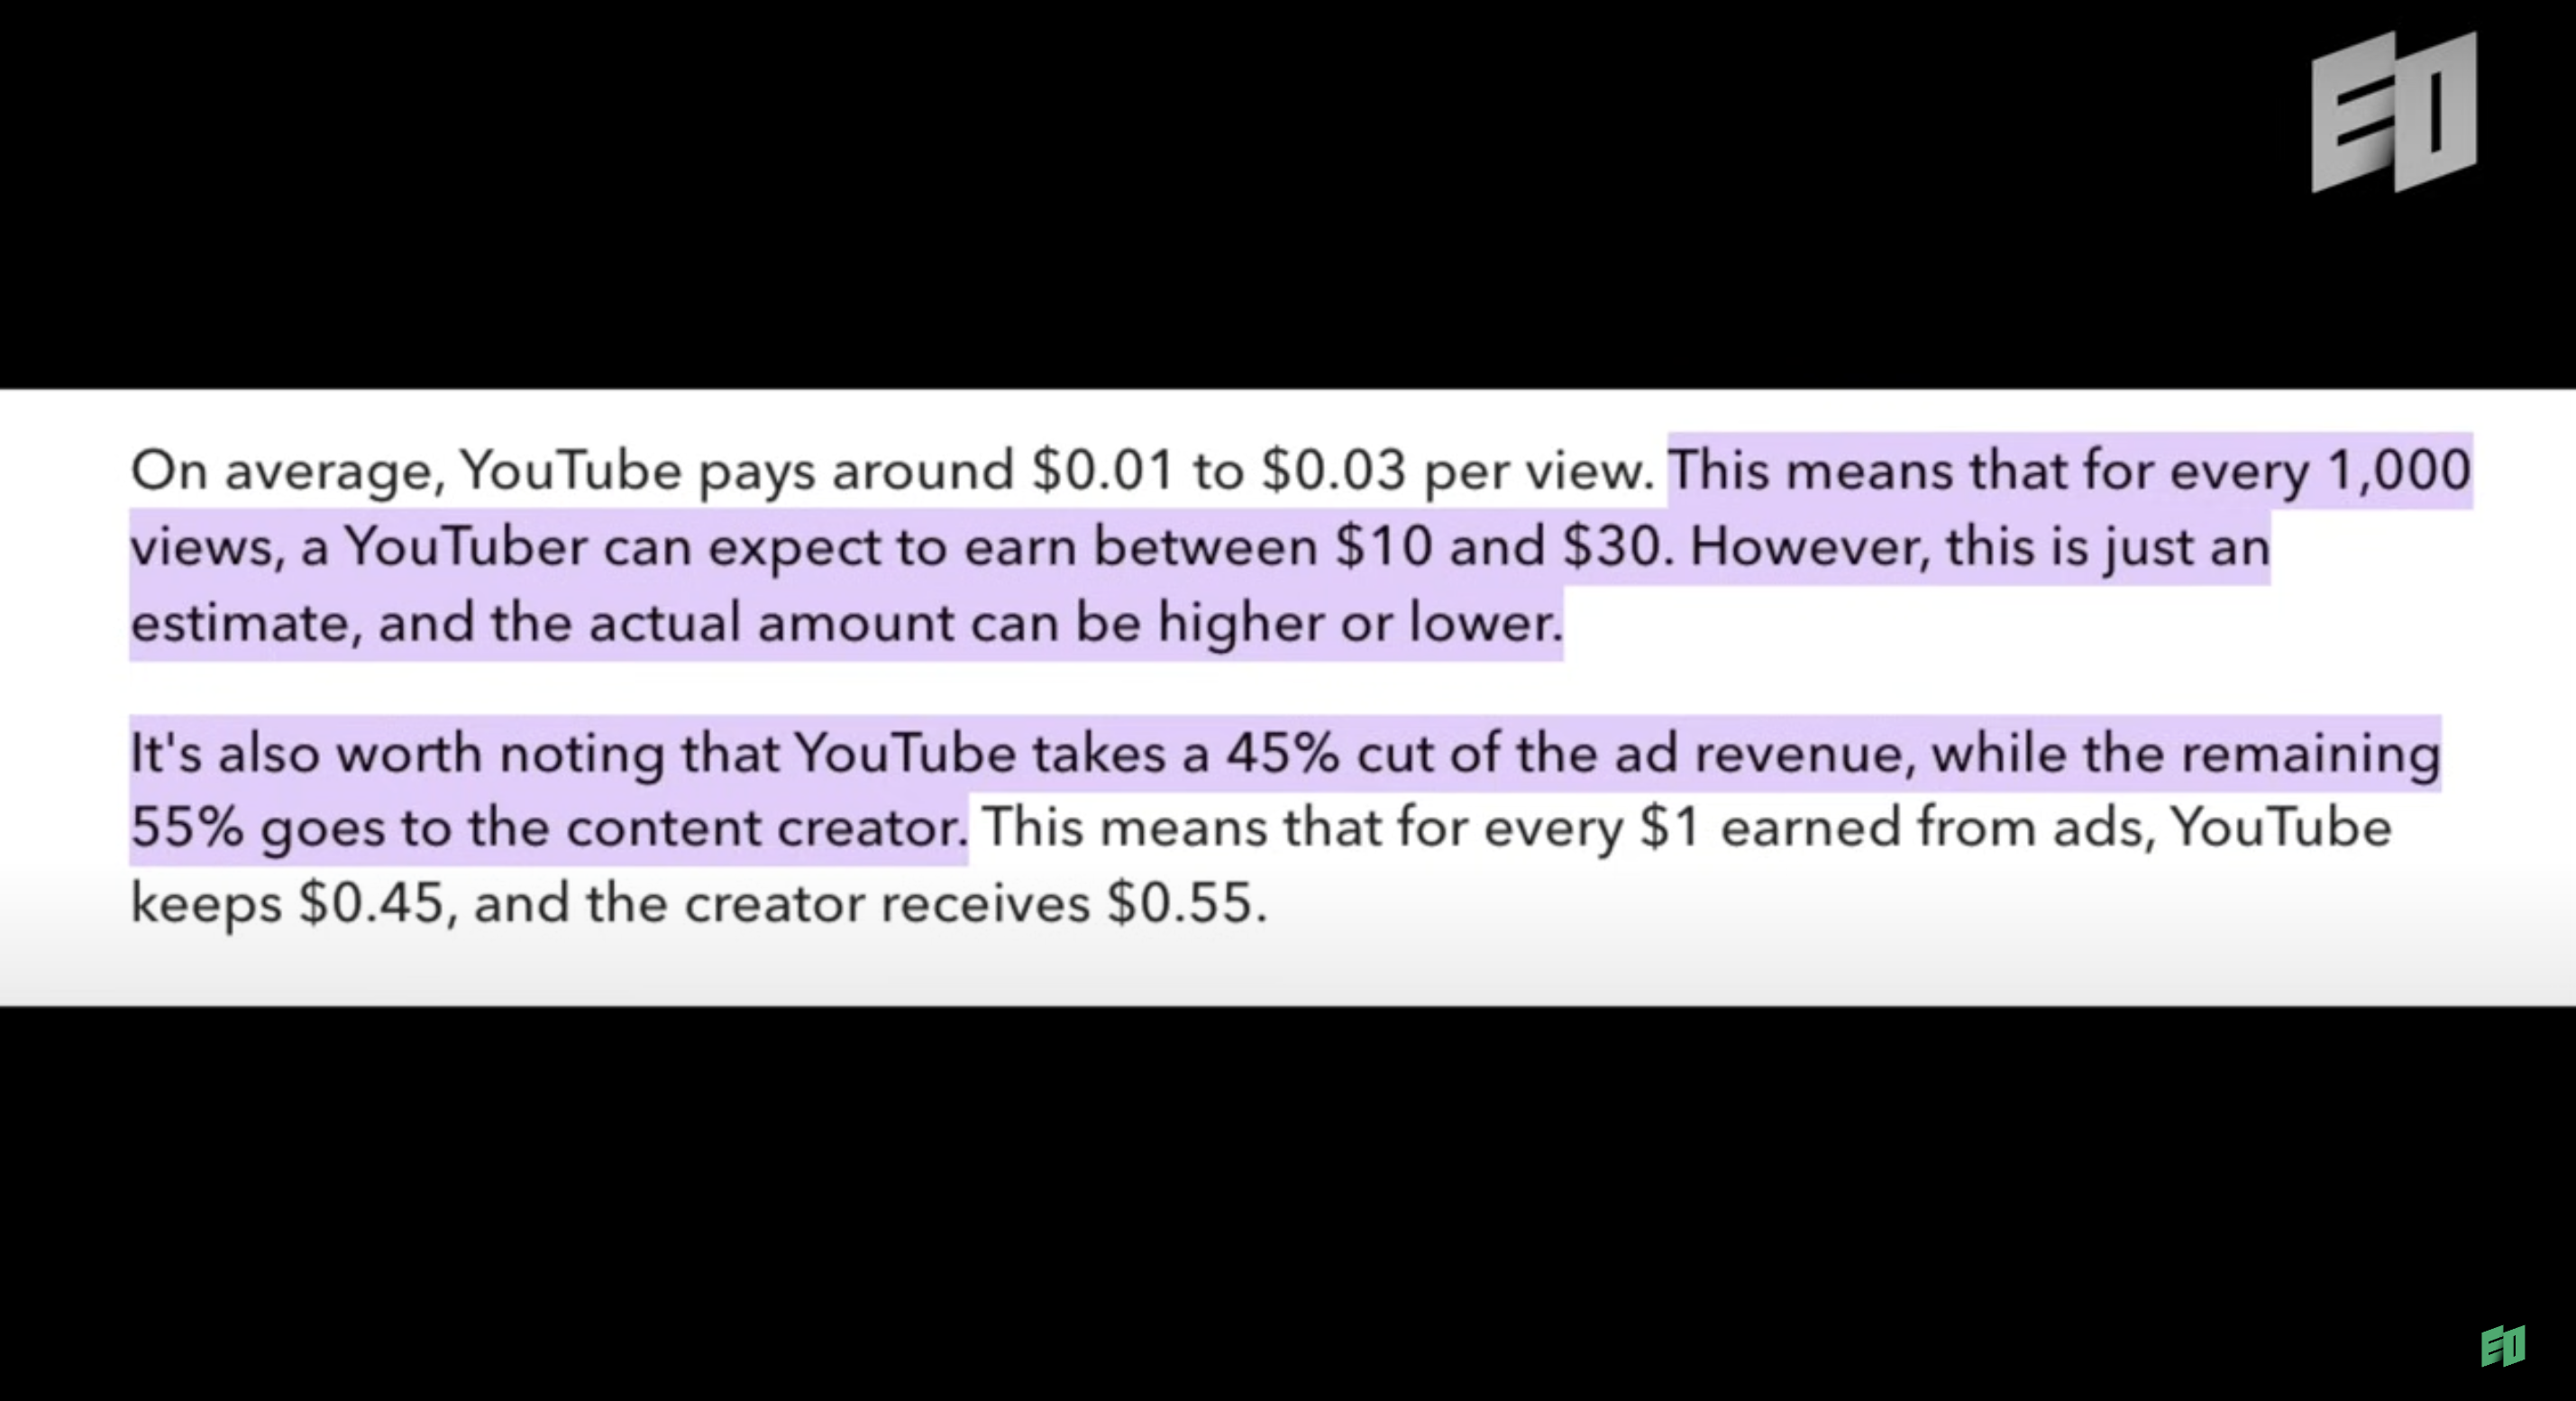 EO
On average, YouTube pays around $0.01 to $0.03 per view. This means that for every 1,000
views, a YouTuber can expect to earn between $10 and $30. However, this is just an
estimate, and the actual amount can be higher or lower.
It's also worth noting that YouTube takes a 45% cut of the ad revenue, while the remaining
55% goes to the content creator. This means that for every $1 earned from ads, YouTube
keeps $0.45, and the creator receives $0.55.
EO